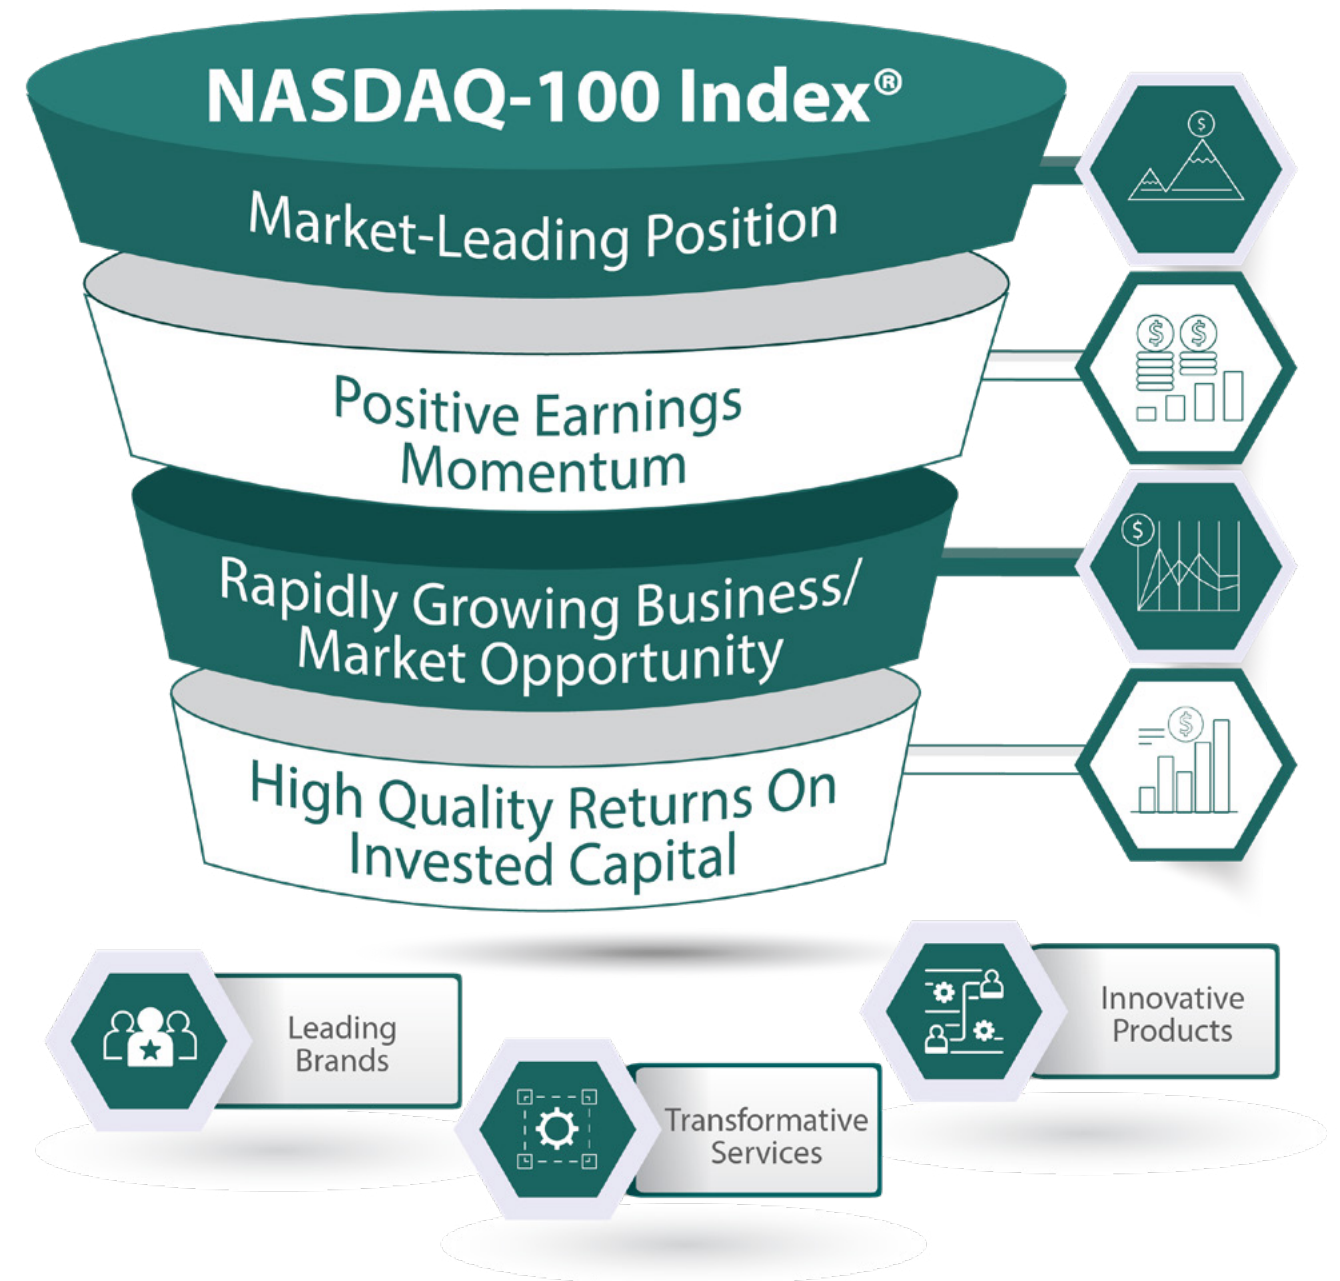 NASDAQ-100 Index®
Market-Leading Position
Positive Earnings
Momentum
Rapidly Growing Business/
Market Opportunity
High Quality Returns On
Invested Capital
Leading
Brands
Transformative
Services
Innovative
Products